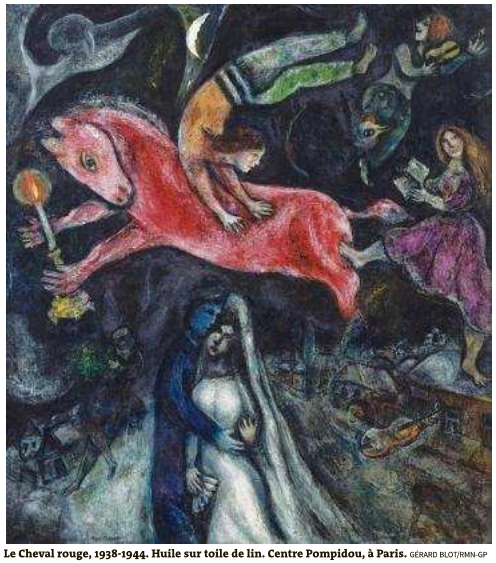 Le Cheval rouge, 1938-1944. Huile sur toile de lin. Centre Pompidou, à Paris. GÉRARD BLOT/RMN-GP